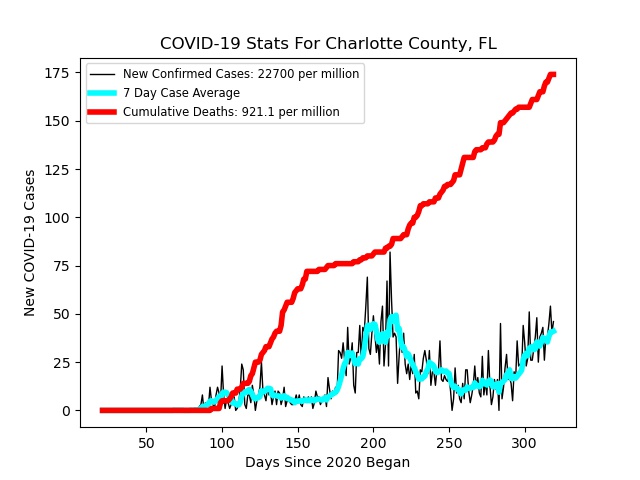 COVID-19 Stats For Charlotte County, FL
New Confirmed Cases: 22700 per million
7 Day Case Average
Cumulative Deaths: 921.1 per million
New COVID-19 Cases
175
150
125
100
75
50
25
0
50 100 150 200 250 300
Days Since 2020 Began